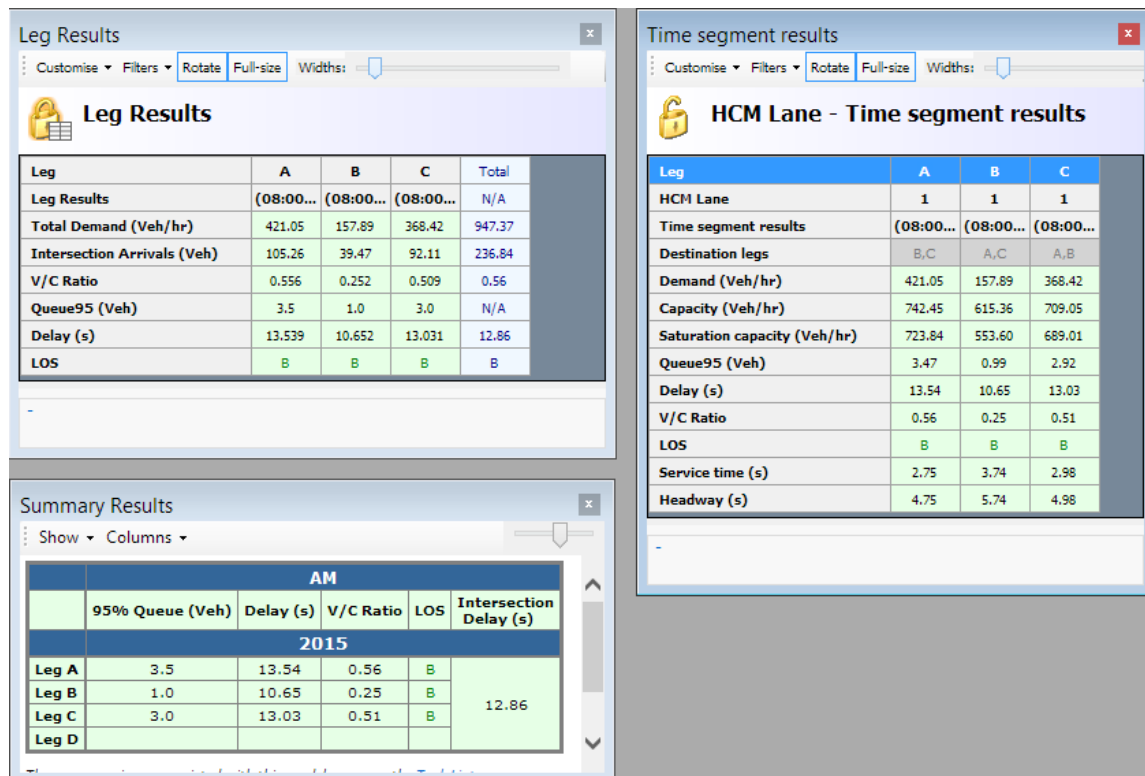 Leg Results
x
Customise Filters Rotate Full-size Widths:
Leg Results
Leg A B C Total
Leg Results (08:00... (08:00... (08:00... N/A
Total Demand (Veh/hr) 421.05 157.89 368.42 947.37
Intersection Arrivals (Veh) 105.26 39.47 92.11 236.84
V/C Ratio 0.556 0.252 0.509 0.56
Queue95 (Veh) 3.5 1.0 3.0 N/A
Delay (s) 13.539 10.652 13.031 12.86
LOS B B B B
-
Summary Results
x
Show Columns
AM
95% Queue (Veh) Delay (s) V/C Ratio LOS Intersection Delay (s)
2015
Leg A 3.5 13.54 0.56 B
Leg B 1.0 10.65 0.25 B
12.86
Leg C 3.0 13.03 0.51 B
Leg D
Time segment results
x
Customise Filters Rotate Full-size Widths:
HCM Lane - Time segment results
Leg A B C
HCM Lane 1 1 1
Time segment results (08:00... (08:00... (08:00...
Destination legs B,C A,C A,B
Demand (Veh/hr) 421.05 157.89 368.42
Capacity (Veh/hr) 742.45 615.36 709.05
Saturation capacity (Veh/hr) 723.84 553.60 689.01
Queue95 (Veh) 3.47 0.99 2.92
Delay (s) 13.54 10.65 13.03
V/C Ratio 0.56 0.25 0.51
LOS B B B
Service time (s) 2.75 3.74 2.98
Headway (s) 4.75 5.74 4.98
-